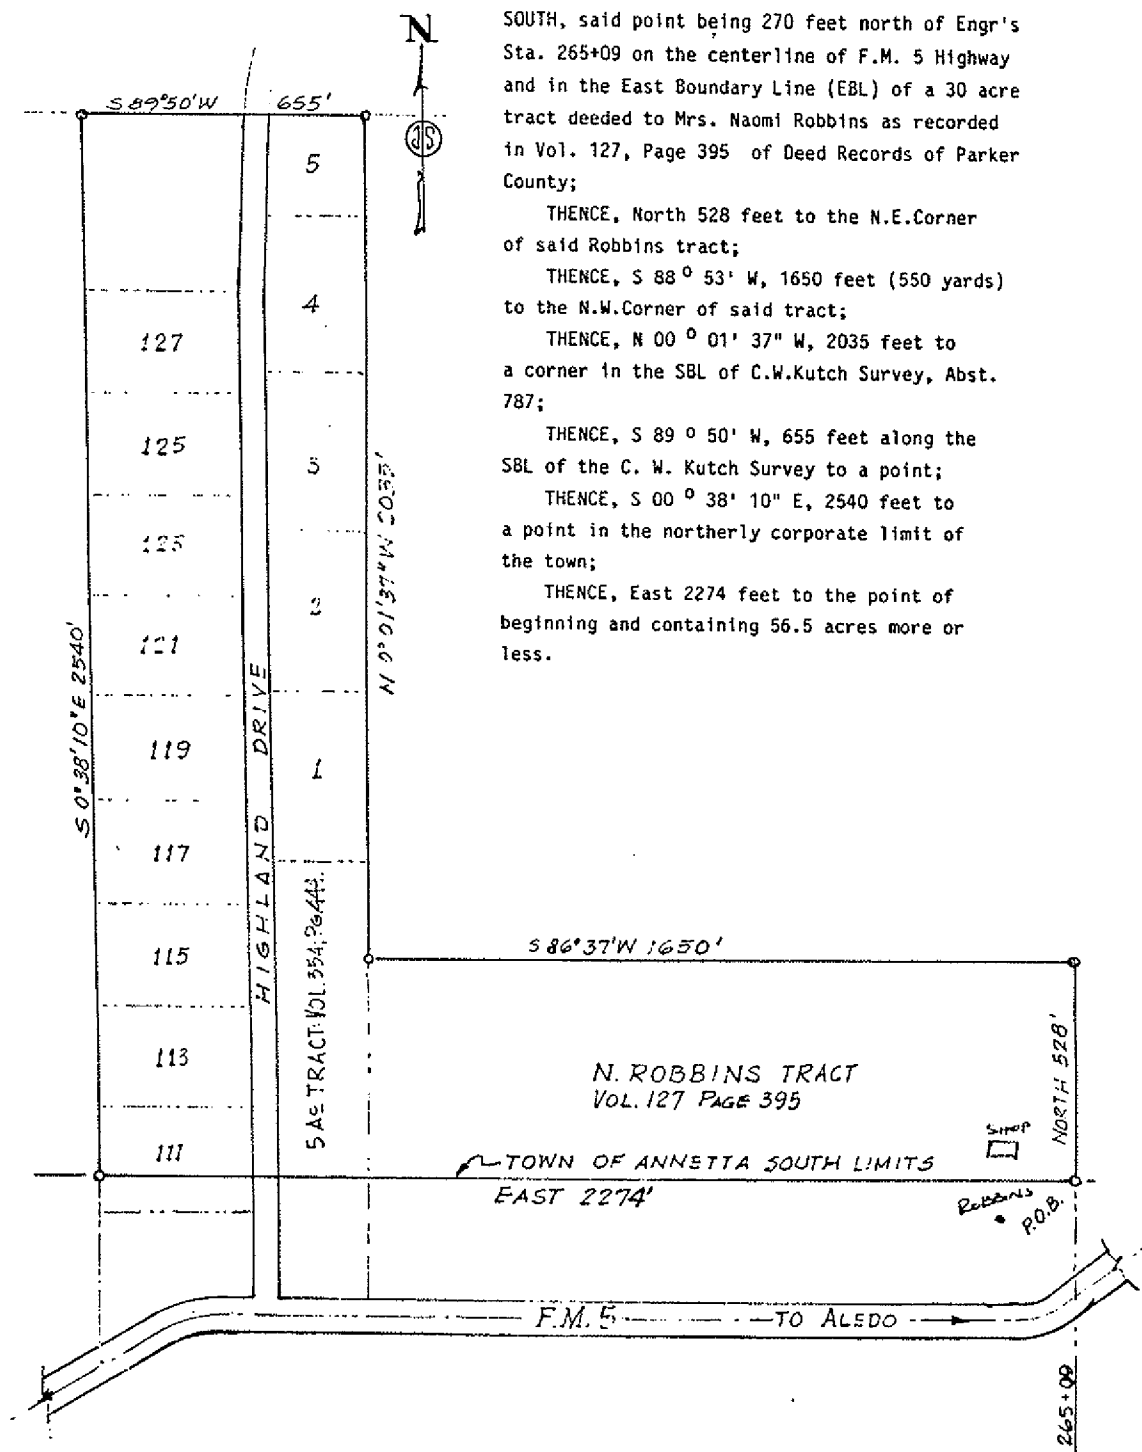 SOUTH, said point being 270 feet north of Engr's
Sta. 265+09 on the centerline of F.M. 5 Highway
and in the East Boundary Line (EBL) of a 30 acre
tract deeded to Mrs. Naomi Robbins as recorded
in Vol. 127, Page 395 of Deed Records of Parker
County;
THENCE, North 528 feet to the N.E.Corner
of said Robbins tract;
THENCE, S 88 º 53' W, 1650 feet (550 yards)
to the N.W.Corner of said tract;
THENCE, N 00 º 01' 37" W, 2035 feet to
a corner in the SBL of C.W.Kutch Survey, Abst.
787;
THENCE, S 89 º 50' W, 655 feet along the
SBL of the C. W. Kutch Survey to a point;
THENCE, S 00 º 38' 10" E, 2540 feet to
a point in the northerly corporate limit of
the town;
THENCE, East 2274 feet to the point of
beginning and containing 56.5 acres more or
less.
N
S 89°50'W 655'
5
4
3
2
1
127
125
123
121
119
117
115
113
111
S 0°38'10"E 2540'
HIGHLAND DRIVE
N 0°01'37"W 2035'
5 Ac TRACT: VOL. 354, Pg. 444.
S 86°37'W 1650'
NORTH 528'
N. ROBBINS TRACT
VOL. 127 PAGE 395
SHOP
TOWN OF ANNETTA SOUTH LIMITS
EAST 2274'
ROBBINS
P.O.B.
F.M. 5
TO ALEDO
265+09